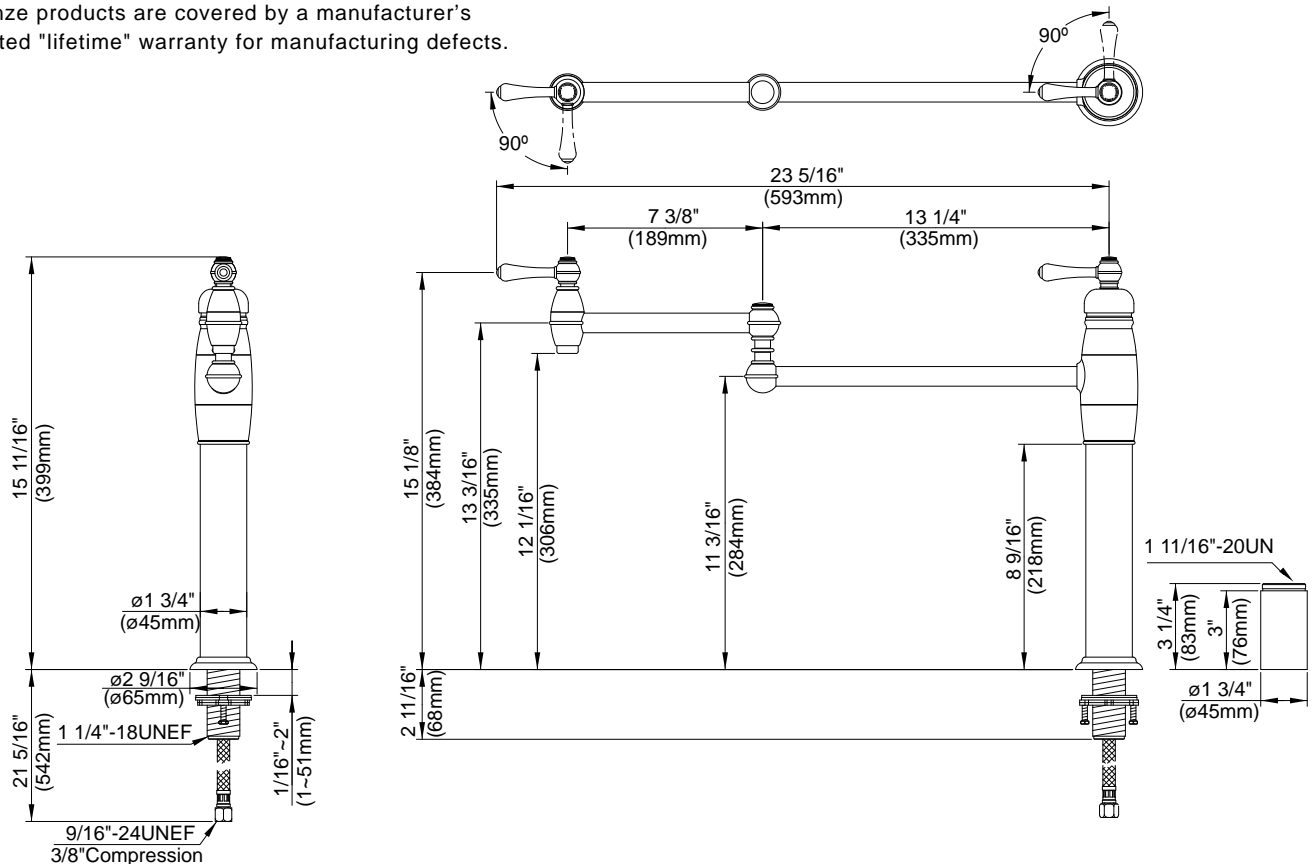 products are covered by a manufacturer's
"lifetime" warranty for manufacturing defects.
90º
90º
23 5/16"
(593mm)
7 3/8"
(189mm)
13 1/4"
(335mm)
15 11/16"
(399mm)
15 1/8"
(384mm)
13 3/16"
(335mm)
12 1/16"
(306mm)
11 3/16"
(284mm)
8 9/16"
(218mm)
1 11/16"-20UN
3 1/4"
(83mm)
3"
(76mm)
ø1 3/4"
(ø45mm)
ø1 3/4"
(ø45mm)
ø2 9/16"
(ø65mm)
1 1/4"-18UNEF
21 5/16"
(542mm)
1/16"~2"
(1~51mm)
2 11/16"
(68mm)
9/16"-24UNEF
3/8"Compression